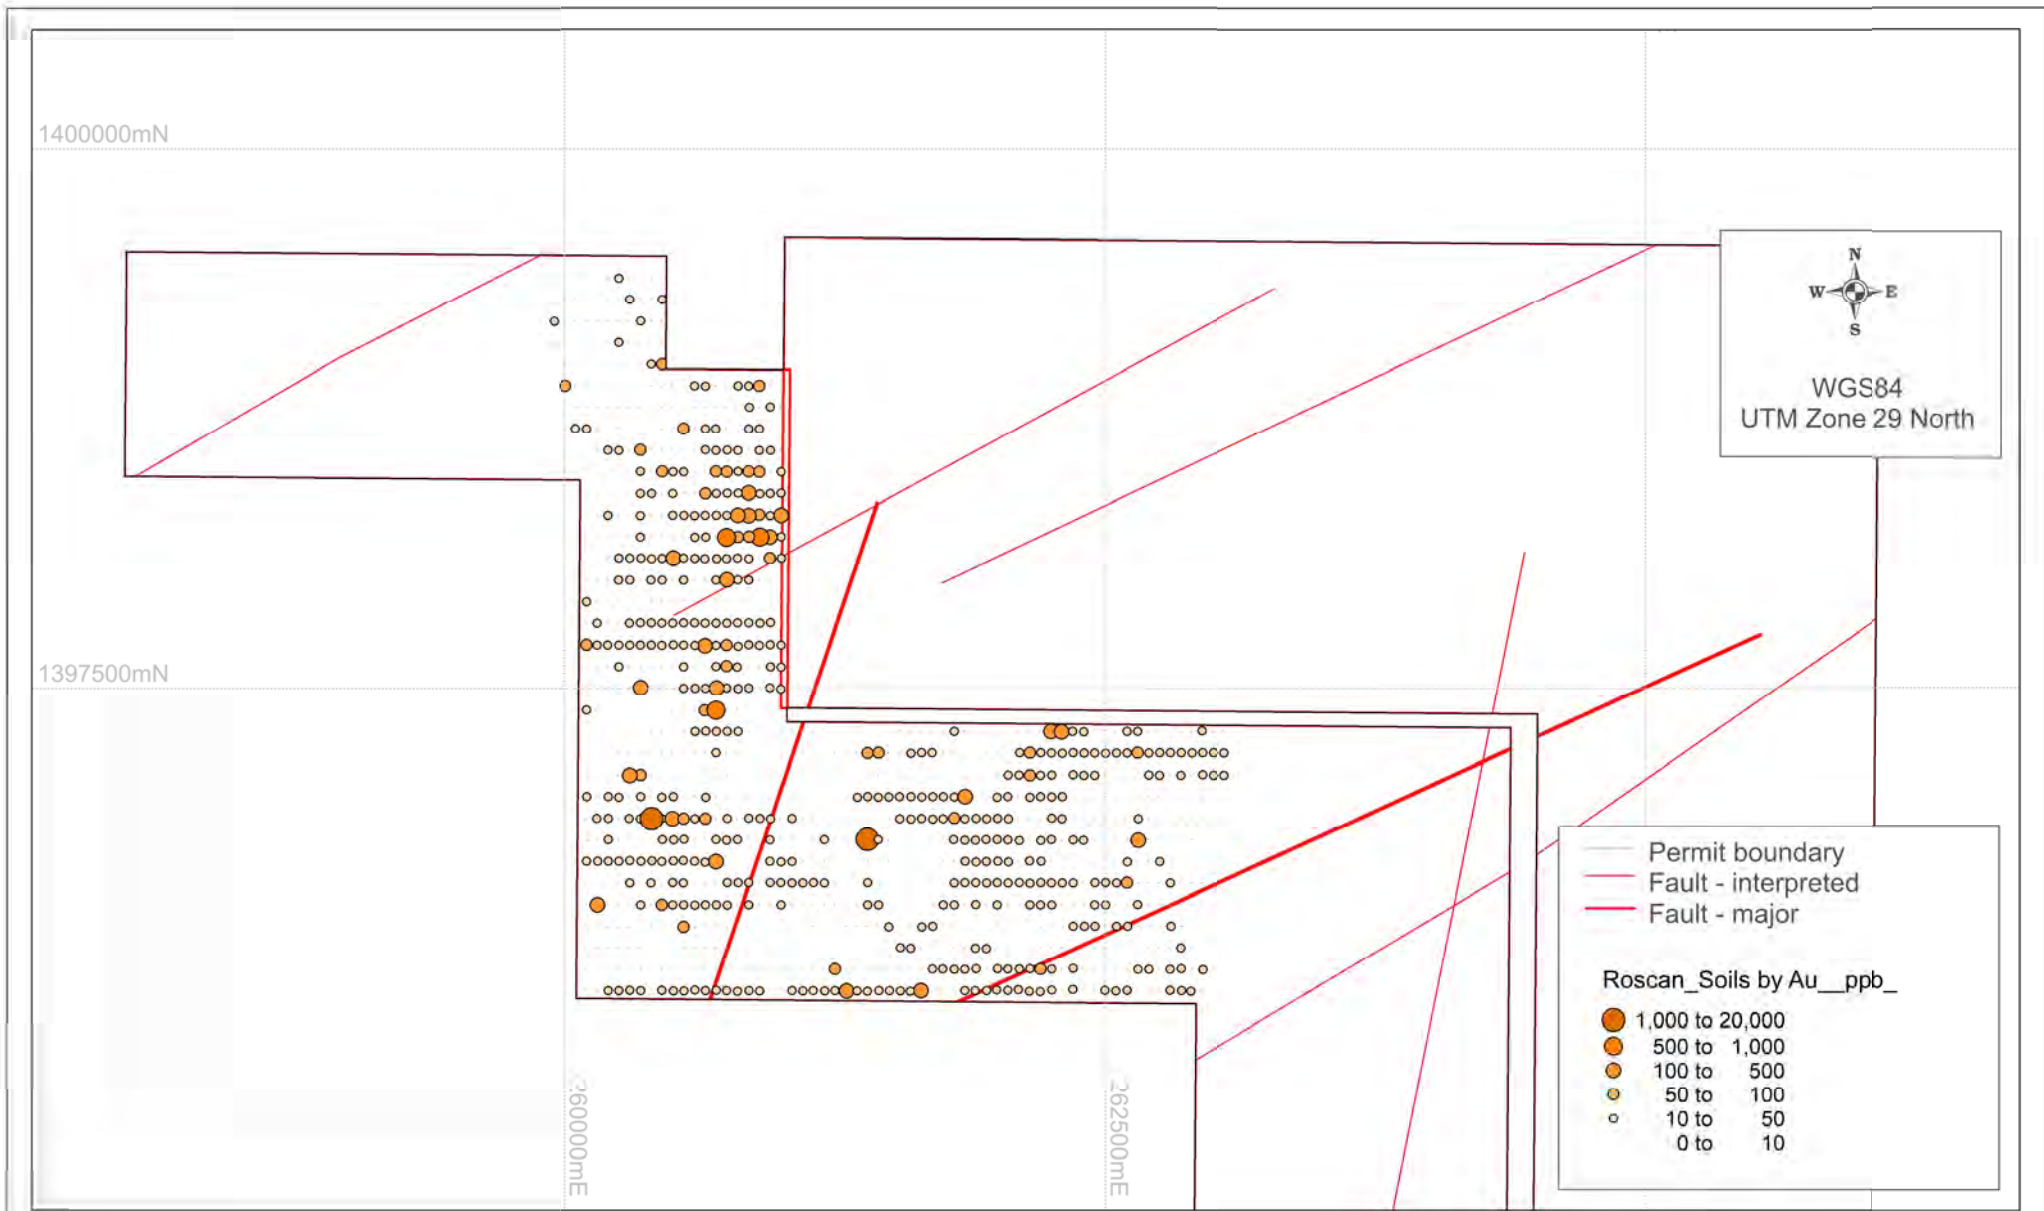 1400000mN
N
W E
S
WGS84
UTM Zone 29 North
1397500mN
Permit boundary
Fault - interpreted
Fault - major
Roscan_Soils by Au__ppb_
1,000 to 20,000
500 to 1,000
100 to 500
50 to 100
10 to 50
0 to 10
260000mE
262500mE